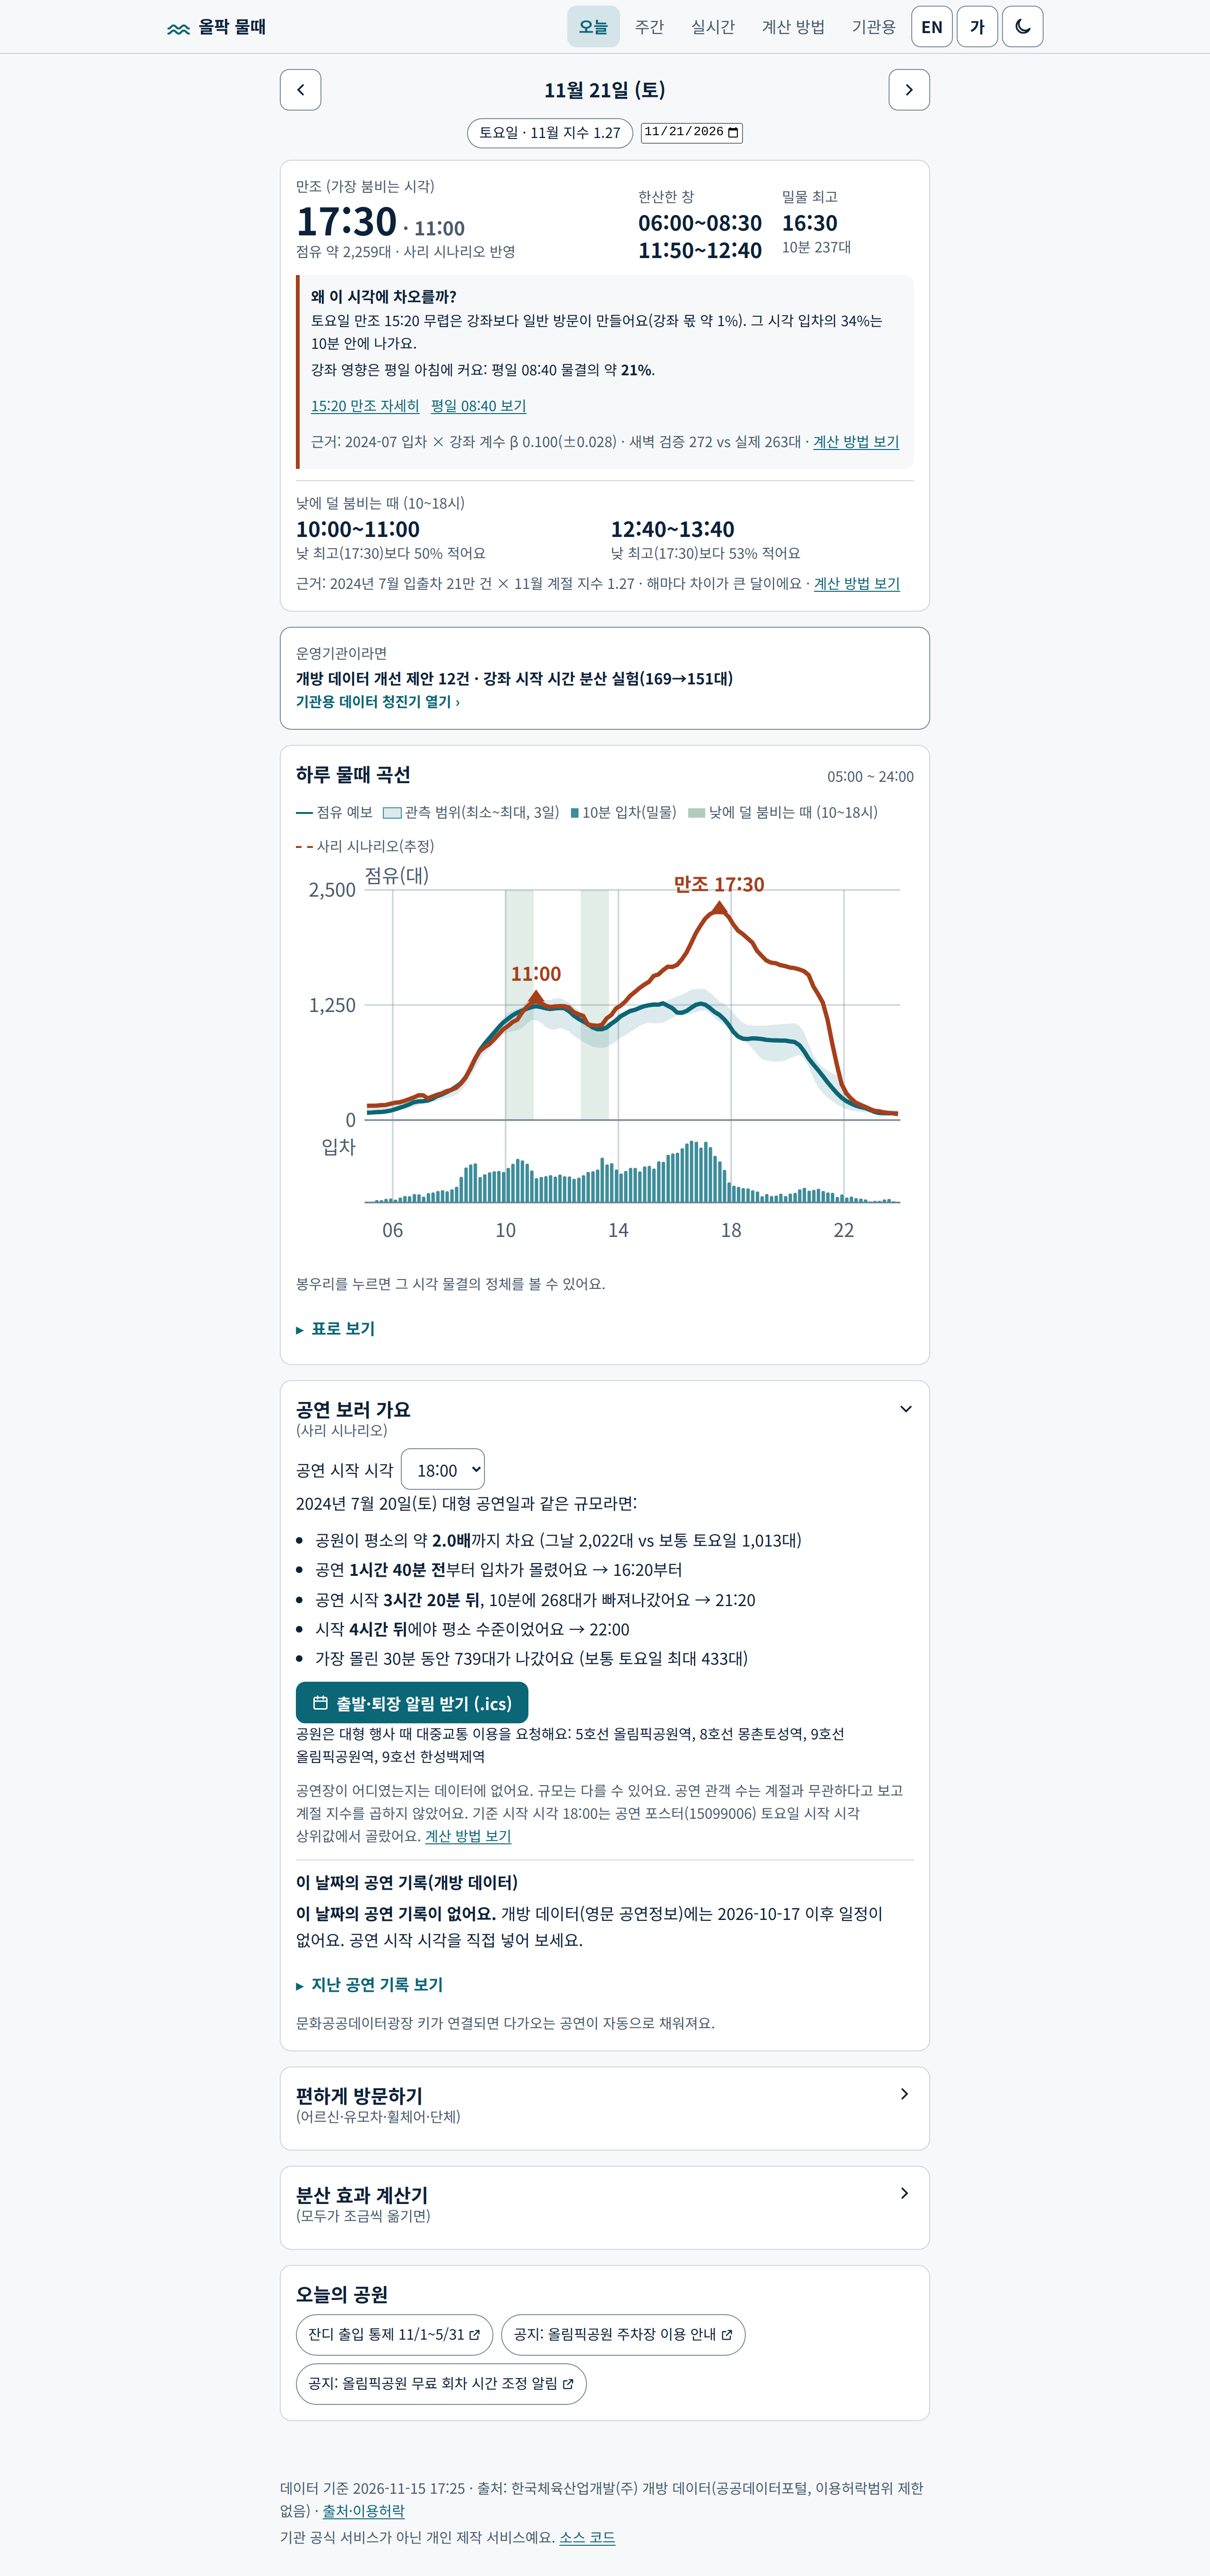 올팍 물때
오늘 주간 실시간 계산 방법 기관용 EN 가
11월 21일 (토)
토요일 · 11월 지수 1.27 11/21/2026
만조 (가장 붐비는 시각)
17:30 · 11:00
점유 약 2,259대 · 사리 시나리오 반영
한산한 창
06:00~08:30
11:50~12:40
밀물 최고
16:30
10분 237대
왜 이 시각에 차오를까?
토요일 만조 15:20 무렵은 강좌보다 일반 방문이 만들어요(강좌 몫 약 1%). 그 시각 입차의 34%는
10분 안에 나가요.
강좌 영향은 평일 아침에 커요: 평일 08:40 물결의 약 21%.
15:20 만조 자세히 평일 08:40 보기
근거: 2024-07 입차 × 강좌 계수 β 0.100(±0.028) · 새벽 검증 272 vs 실제 263대 · 계산 방법 보기
낮에 덜 붐비는 때 (10~18시)
10:00~11:00
낮 최고(17:30)보다 50% 적어요
12:40~13:40
낮 최고(17:30)보다 53% 적어요
근거: 2024년 7월 입출차 21만 건 × 11월 계절 지수 1.27 · 해마다 차이가 큰 달이에요 · 계산 방법 보기
운영기관이라면
개방 데이터 개선 제안 12건 · 강좌 시작 시간 분산 실험(169→151대)
기관용 데이터 청진기 열기 ›
하루 물때 곡선
05:00 ~ 24:00
점유 예보 관측 범위(최소~최대, 3일) 10분 입차(밀물) 낮에 덜 붐비는 때 (10~18시)
사리 시나리오(추정)
점유(대)
만조 17:30
2,500
11:00
1,250
0
입차
06 10 14 18 22
봉우리를 누르면 그 시각 물결의 정체를 볼 수 있어요.
▸ 표로 보기
공연 보러 가요
(사리 시나리오)
공연 시작 시각 18:00
2024년 7월 20일(토) 대형 공연일과 같은 규모라면:
• 공원이 평소의 약 2.0배까지 차요 (그날 2,022대 vs 보통 토요일 1,013대)
• 공연 1시간 40분 전부터 입차가 몰렸어요 → 16:20부터
• 공연 시작 3시간 20분 뒤, 10분에 268대가 빠져나갔어요 → 21:20
• 시작 4시간 뒤에야 평소 수준이었어요 → 22:00
• 가장 몰린 30분 동안 739대가 나갔어요 (보통 토요일 최대 433대)
출발·퇴장 알림 받기 (.ics)
공원은 대형 행사 때 대중교통 이용을 요청해요: 5호선 올림픽공원역, 8호선 몽촌토성역, 9호선
올림픽공원역, 9호선 한성백제역
공연장이 어디였는지는 데이터에 없어요. 규모는 다를 수 있어요. 공연 관객 수는 계절과 무관하다고 보고
계절 지수를 곱하지 않았어요. 기준 시작 시각 18:00는 공연 포스터(15099006) 토요일 시작 시각
상위값에서 골랐어요. 계산 방법 보기
이 날짜의 공연 기록(개방 데이터)
이 날짜의 공연 기록이 없어요. 개방 데이터(영문 공연정보)에는 2026-10-17 이후 일정이
없어요. 공연 시작 시각을 직접 넣어 보세요.
▸ 지난 공연 기록 보기
문화공공데이터광장 키가 연결되면 다가오는 공연이 자동으로 채워져요.
편하게 방문하기
(어르신·유모차·휠체어·단체)
분산 효과 계산기
(모두가 조금씩 옮기면)
오늘의 공원
잔디 출입 통제 11/1~5/31 공지: 올림픽공원 주차장 이용 안내
공지: 올림픽공원 무료 회차 시간 조정 알림
데이터 기준 2026-11-15 17:25 · 출처: 한국체육산업개발(주) 개방 데이터(공공데이터포털, 이용허락범위 제한
없음) · 출처·이용허락
기관 공식 서비스가 아닌 개인 제작 서비스예요. 소스 코드